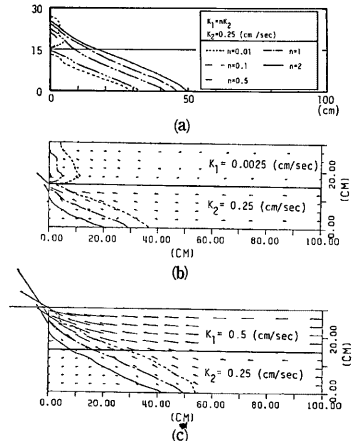 30
15
0
0
50
100
(cm)
K₁=nK₂
K₂=0.25 (cm /sec)
n=0.01
n=1
n=0.1
n=2
n=0.5
(a)
K₁ = 0.0025 (cm/sec)
K₂ = 0.25 (cm/sec)
0.00
20.00
40.00
60.00
80.00
100.00
(CM)
0.00
20.00
(CM)
(b)
K₁ = 0.5 (cm/sec)
K₂ = 0.25 (cm/sec)
0.00
20.00
40.00
60.00
80.00
100.00
(CM)
0.00
20.00
(CM)
(c)